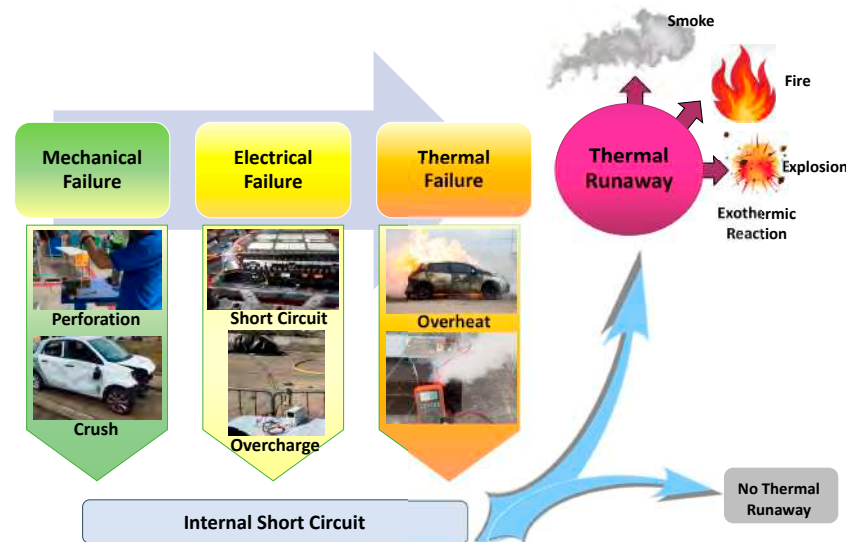 Smoke
Fire
Explosion
Exothermic
Reaction
Thermal
Runaway
Mechanical
Failure
Electrical
Failure
Thermal
Failure
Perforation
Crush
Short Circuit
Overcharge
Overheat
Internal Short Circuit
No Thermal
Runaway